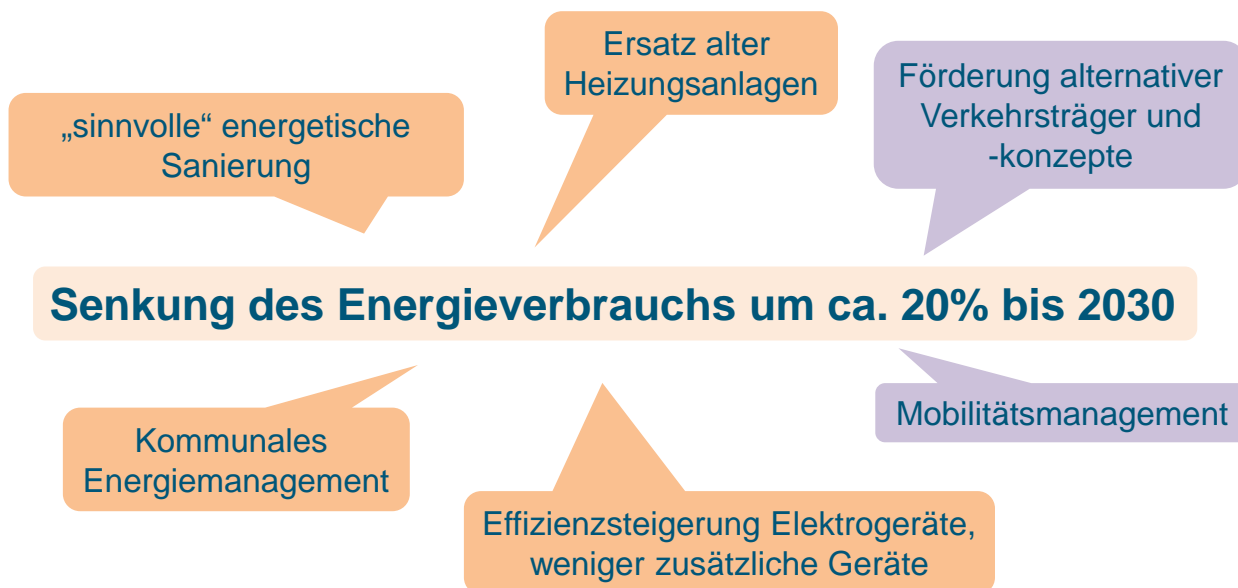 „sinnvolle“ energetische
Sanierung
Ersatz alter
Heizungsanlagen
Förderung alternativer
Verkehrsträger und
-konzepte
Senkung des Energieverbrauchs um ca. 20% bis 2030
Kommunales
Energiemanagement
Effizienzsteigerung Elektrogeräte,
weniger zusätzliche Geräte
Mobilitätsmanagement